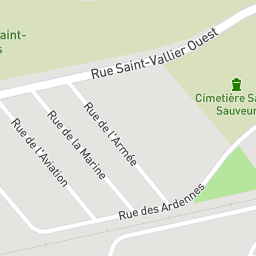 aint-
s
Rue Saint-Vallier Ouest
Cimetière Sa
Sauveur
Rue de l'Armée
Rue de la Marine
Rue de l'Aviation
Rue des Ardennes